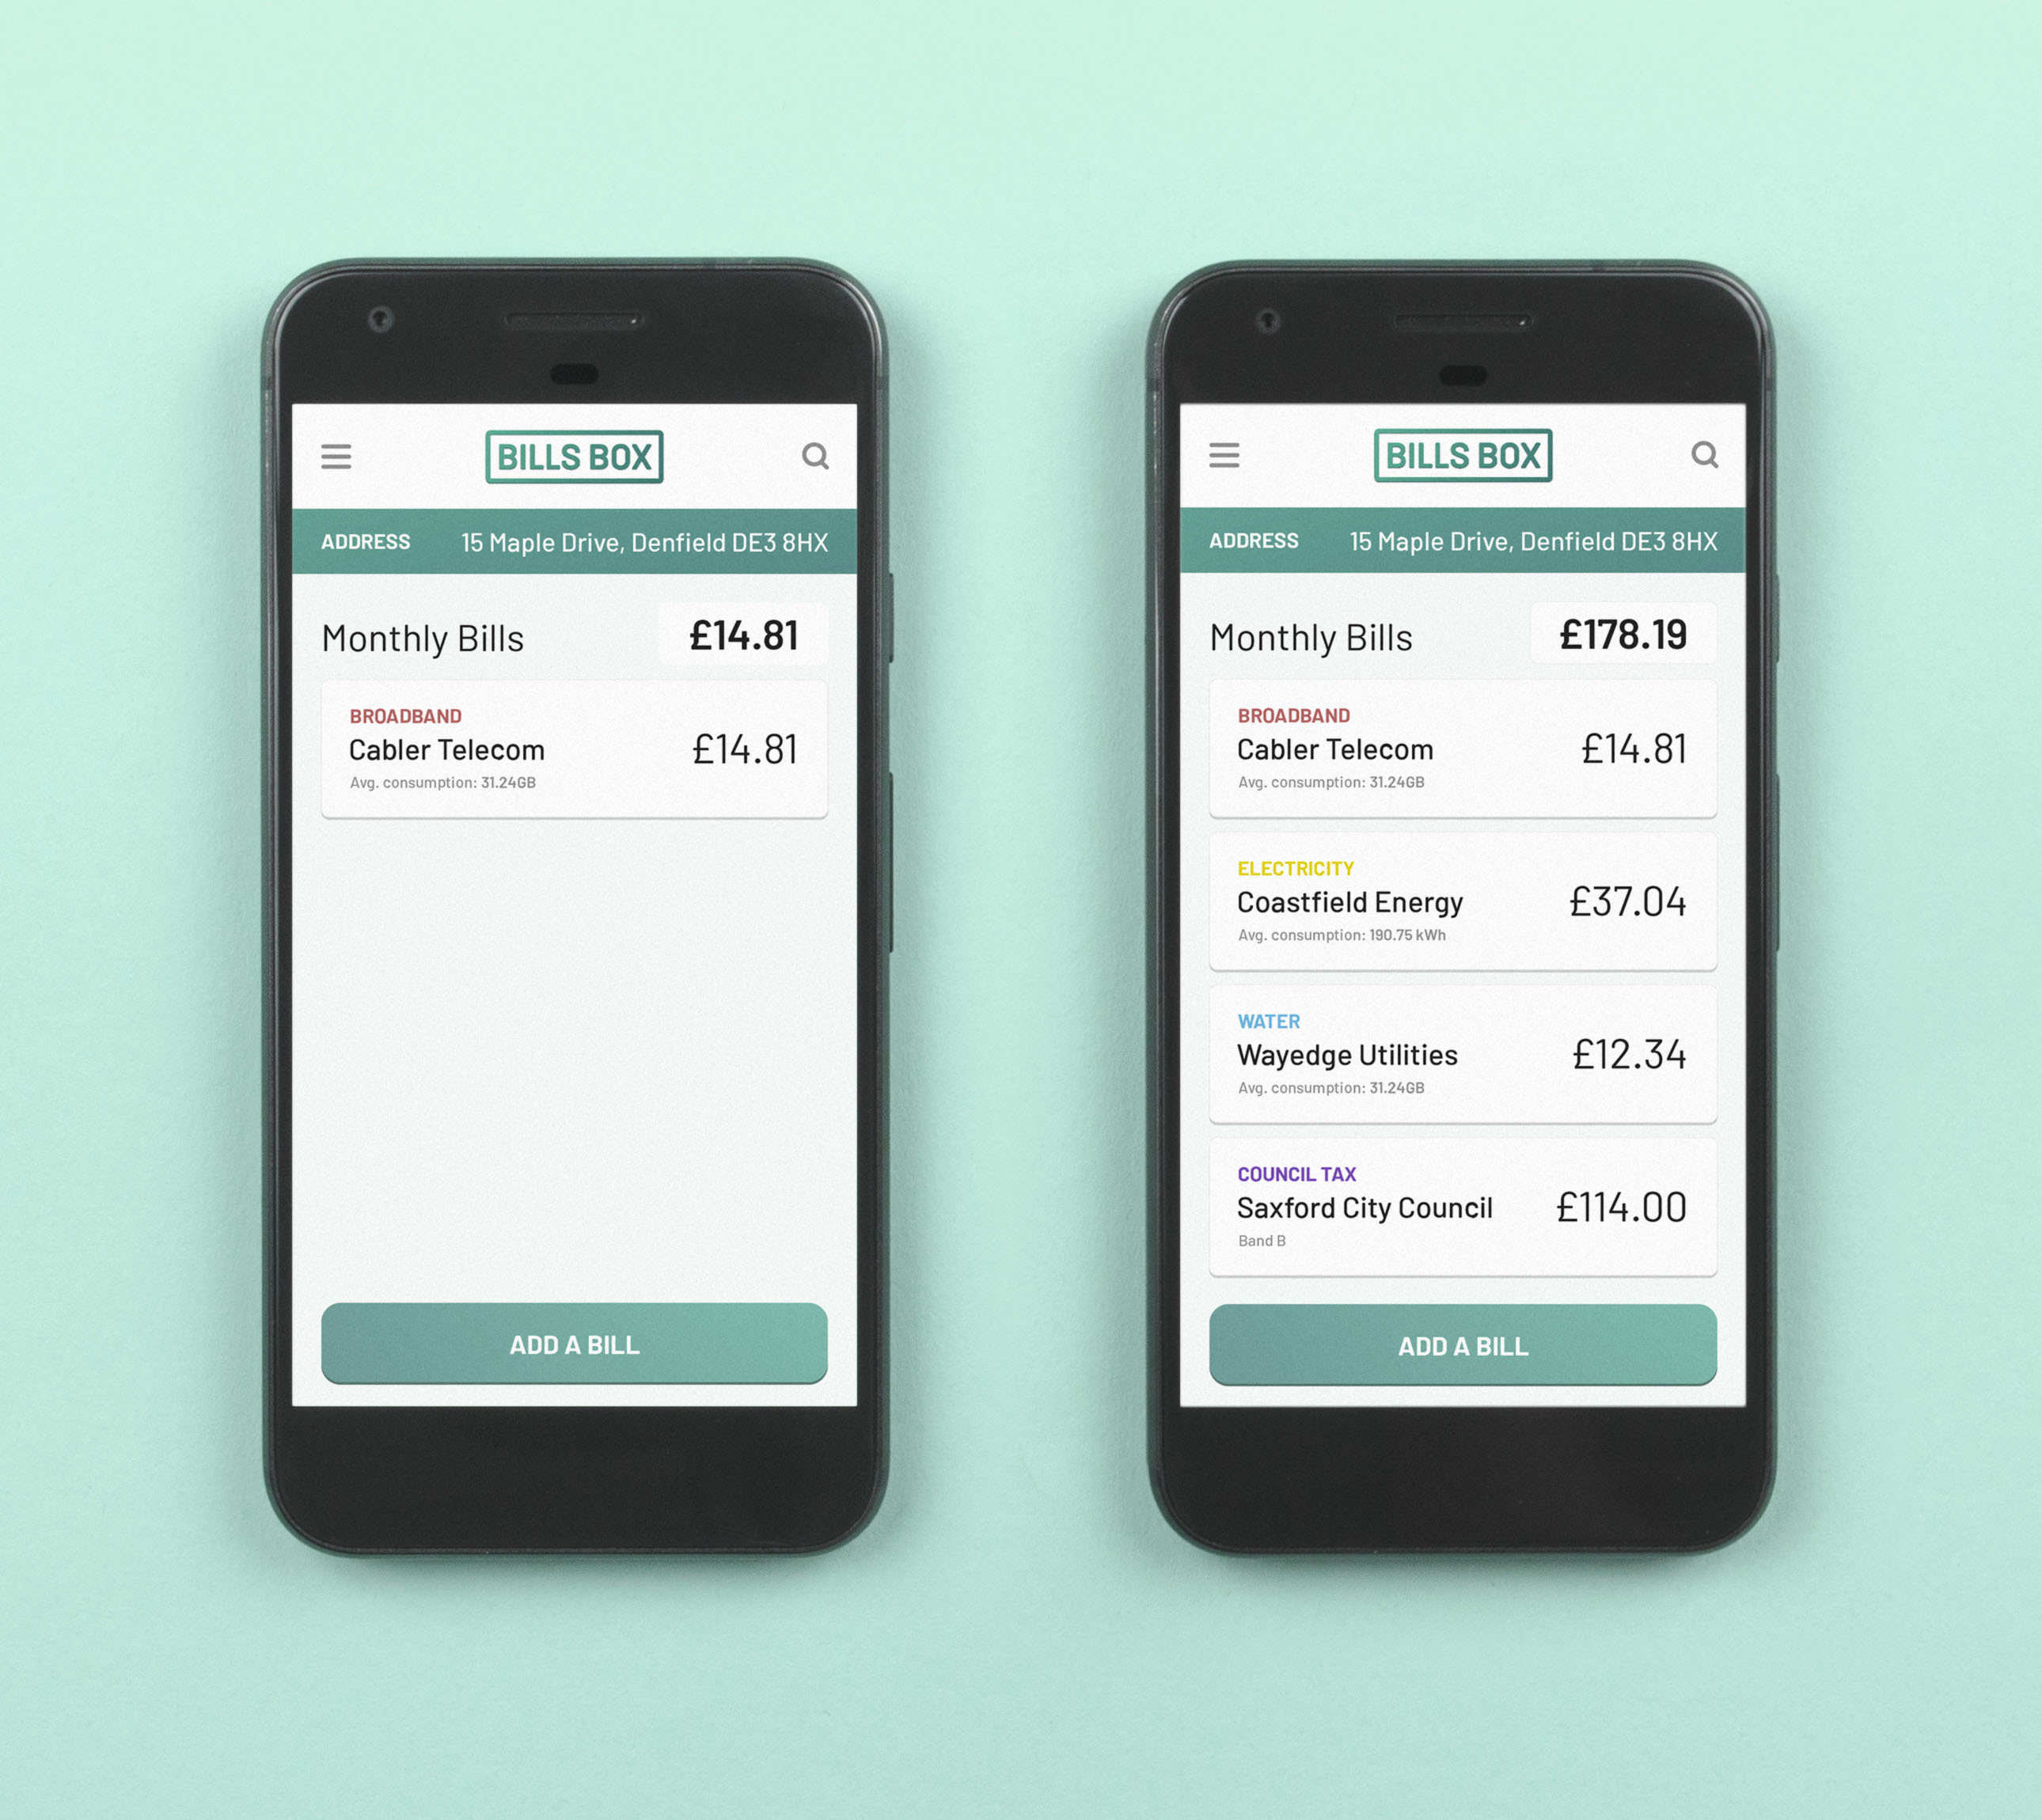 BILLS BOX
ADDRESS 15 Maple Drive, Denfield DE3 8HX
Monthly Bills £14.81
BROADBAND
Cabler Telecom £14.81
Avg. consumption: 31.24GB
ADD A BILL
BILLS BOX
ADDRESS 15 Maple Drive, Denfield DE3 8HX
Monthly Bills £178.19
BROADBAND
Cabler Telecom £14.81
Avg. consumption: 31.24GB
ELECTRICITY
Coastfield Energy £37.04
Avg. consumption: 190.75 kWh
WATER
Wayedge Utilities £12.34
Avg. consumption: 31.24GB
COUNCIL TAX
Saxford City Council £114.00
Band B
ADD A BILL